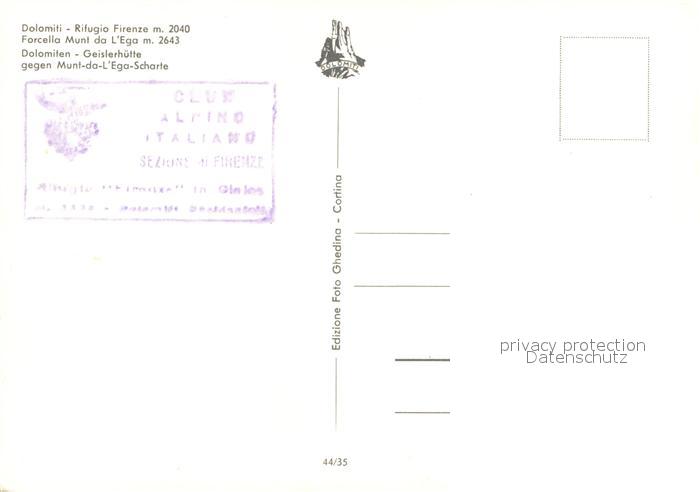 Dolomiti - Rifugio Firenze m. 2040
Forcella Munt da L'Ega m. 2643
Dolomiten - Geislerhütte
gegen Munt-da-L'Ega-Scharte
CLUB
ALPINO
ITALIANO
SEZIONE di FIRENZE
Rifugio "Firenze" in
DOLOMITI
Edizione Foto Ghedina - Cortina
privacy protection
Datenschutz
44/35